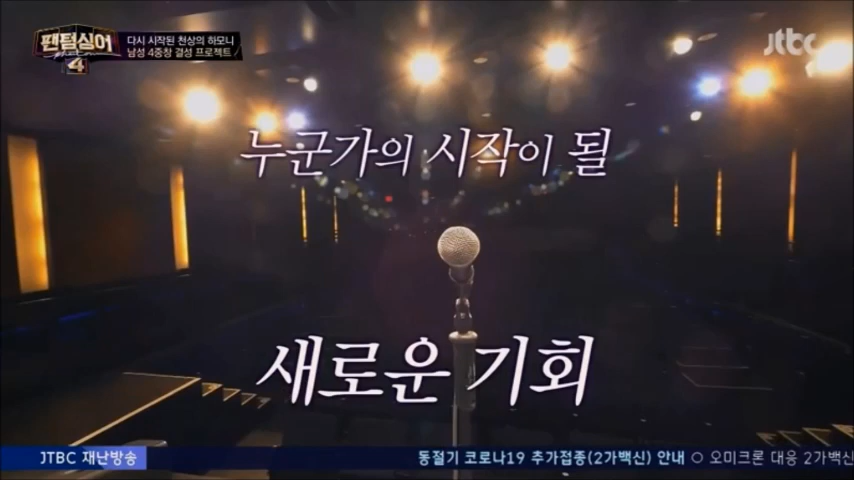 팬텀싱어
4
다시 시작된 천상의 하모니
남성 4중창 결성 프로젝트
jtbc
누군가의 시작이 될
새로운 기회
JTBC 재난방송
동절기 코로나19 추가접종(2가백신) 안내 ○ 오미크론 대응 2가백신